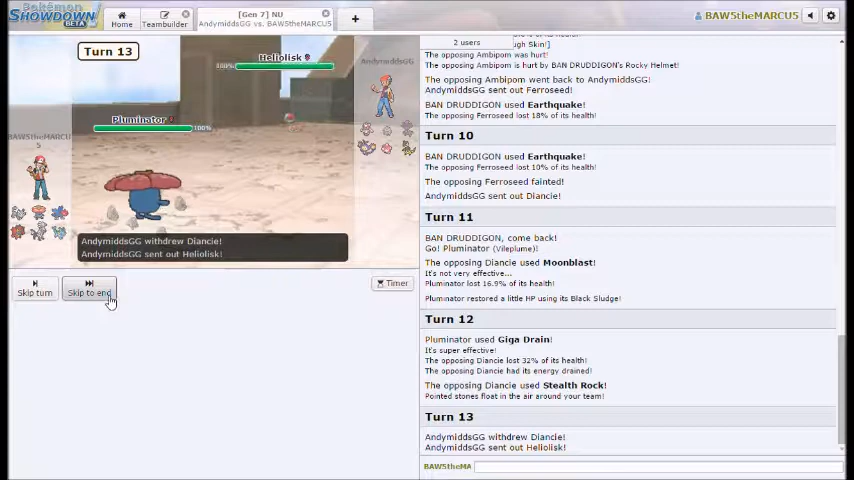 Pokémon
SHOWDOWN
BETA
Home
Teambuilder
[Gen 7] NU
AndymiddsGG vs. BAW5theMARCUS
BAW5theMARCUS
Turn 13
Heliolisk
100%
Pluminator
100%
AndymiddsGG
BAW5theMARCU
S
AndymiddsGG withdrew Diancie!
AndymiddsGG sent out Heliolisk!
Skip turn
Skip to end
Timer
2 users
ugh Skin!]
The opposing Ambipom was hurt!
The opposing Ambipom is hurt by BAN DRUDDIGON's Rocky Helmet!
The opposing Ambipom went back to AndymiddsGG!
AndymiddsGG sent out Ferroseed!
BAN DRUDDIGON used Earthquake!
The opposing Ferroseed lost 18% of its health!
Turn 10
BAN DRUDDIGON used Earthquake!
The opposing Ferroseed lost 10% of its health!
The opposing Ferroseed fainted!
AndymiddsGG sent out Diancie!
Turn 11
BAN DRUDDIGON, come back!
Go! Pluminator (Vileplume)!
The opposing Diancie used Moonblast!
It's not very effective...
Pluminator lost 16.9% of its health!
Pluminator restored a little HP using its Black Sludge!
Turn 12
Pluminator used Giga Drain!
It's super effective!
The opposing Diancie lost 32% of its health!
The opposing Diancie had its energy drained!
The opposing Diancie used Stealth Rock!
Pointed stones float in the air around your team!
Turn 13
AndymiddsGG withdrew Diancie!
AndymiddsGG sent out Heliolisk!
BAW5theMA